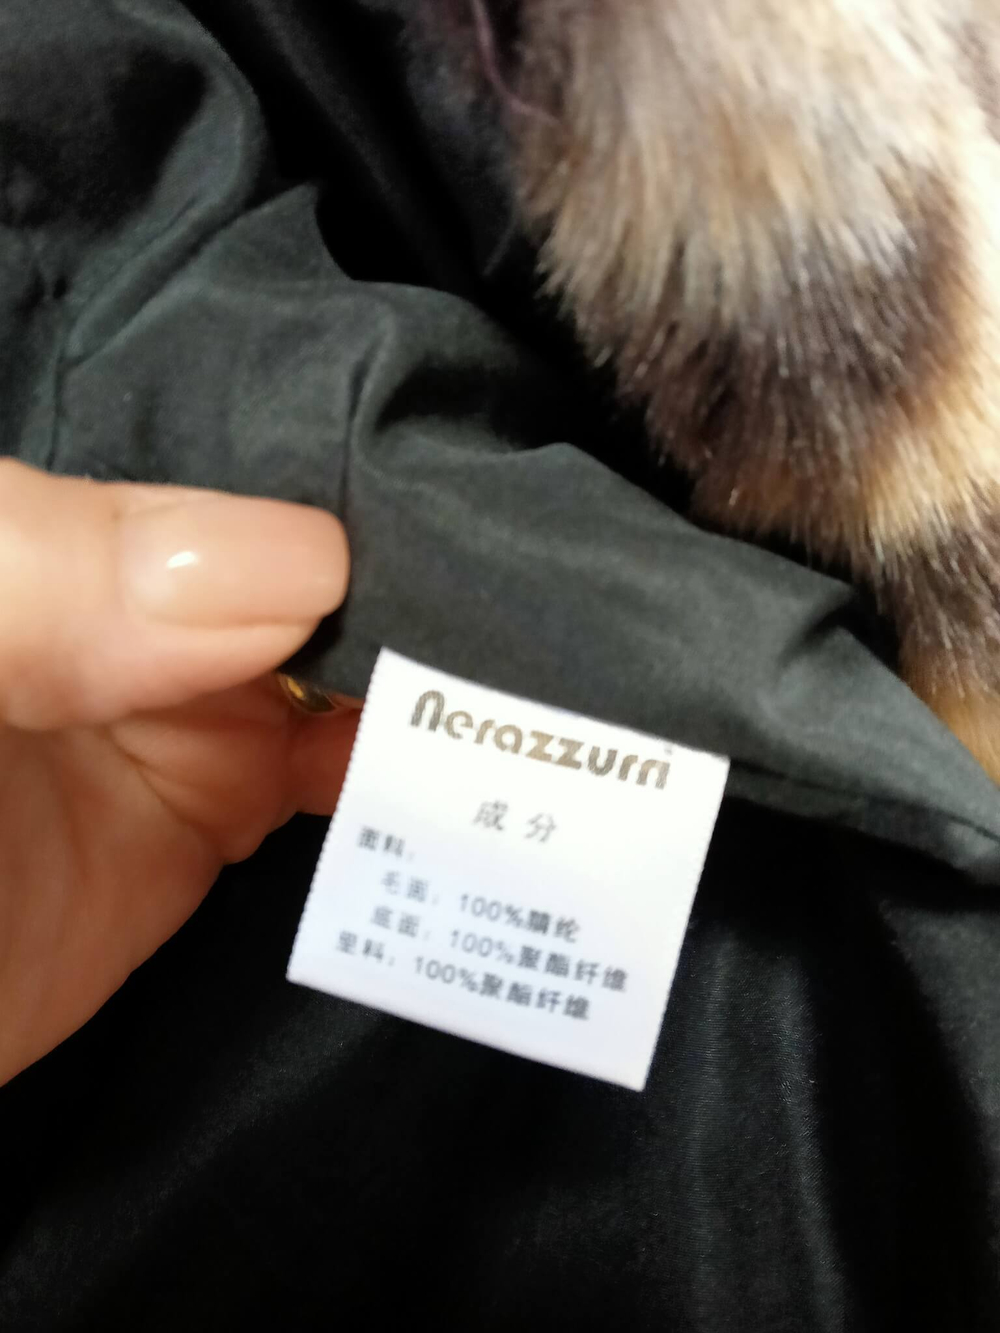 nerazzurri
成分
面料：
毛面：100%腈纶
底面：100%聚酯纤维
里料：100%聚酯纤维